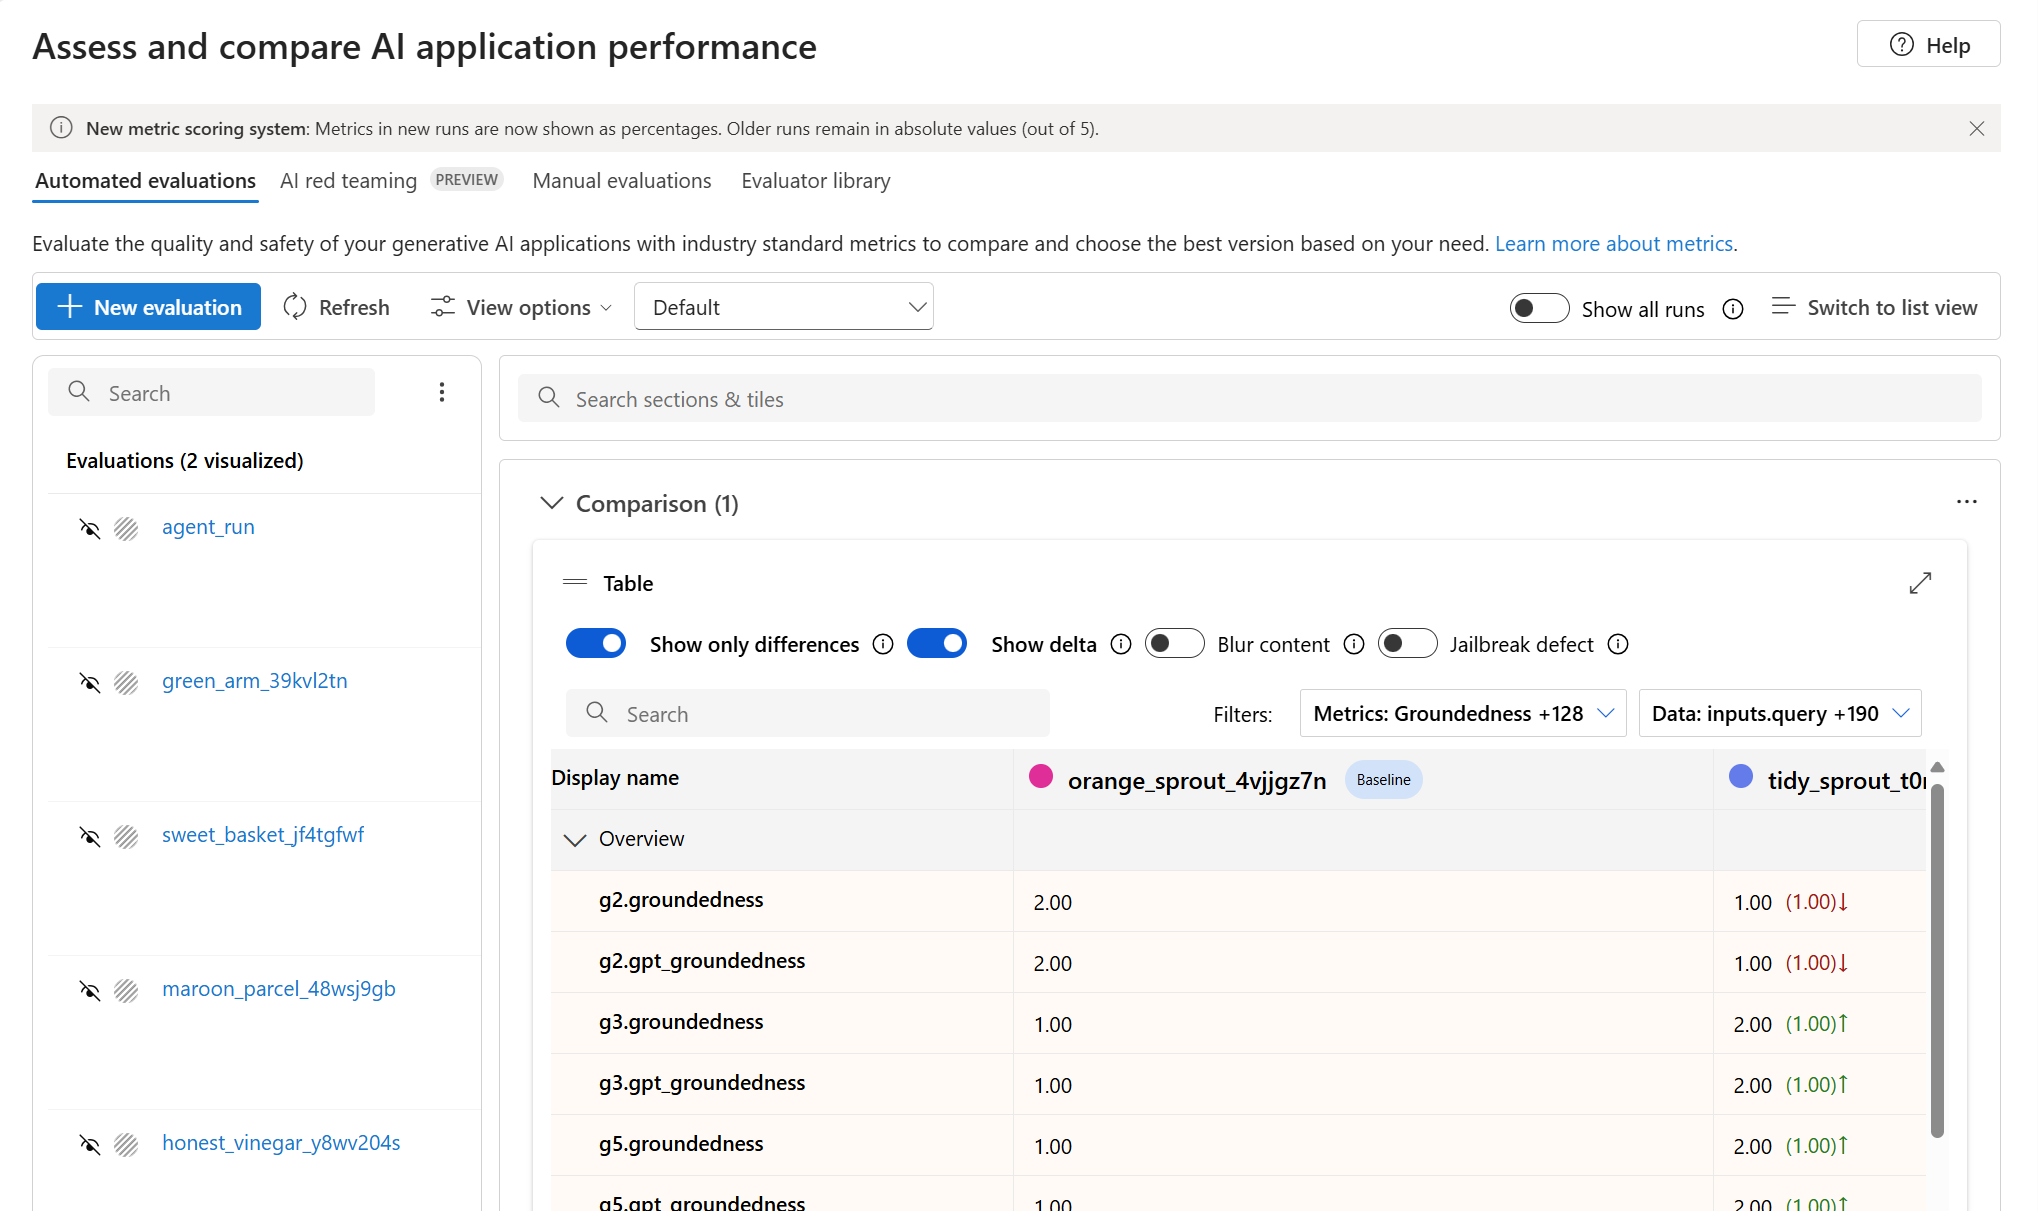 Assess and compare AI application performance
Help
New metric scoring system: Metrics in new runs are now shown as percentages. Older runs remain in absolute values (out of 5).
Automated evaluations AI red teaming PREVIEW Manual evaluations Evaluator library
Evaluate the quality and safety of your generative AI applications with industry standard metrics to compare and choose the best version based on your need. Learn more about metrics.
New evaluation Refresh View options Default Show all runs Switch to list view
Search
Evaluations (2 visualized)
agent_run
green_arm_39kvl2tn
sweet_basket_jf4tgfwf
maroon_parcel_48wsj9gb
honest_vinegar_y8wv204s
Search sections & tiles
Comparison (1)
Table
Show only differences Show delta Blur content Jailbreak defect
Search Filters: Metrics: Groundedness +128 Data: inputs.query +190
Display name orange_sprout_4vjjgz7n Baseline
Overview
g2.groundedness 2.00 1.00 (1.00)↓
g2.gpt_groundedness 2.00 1.00 (1.00)↓
g3.groundedness 1.00 2.00 (1.00)↑
g3.gpt_groundedness 1.00 2.00 (1.00)↑
g5.groundedness 1.00 2.00 (1.00)↑
g5.gpt_groundedness 1.00 2.00 (1.00)↑